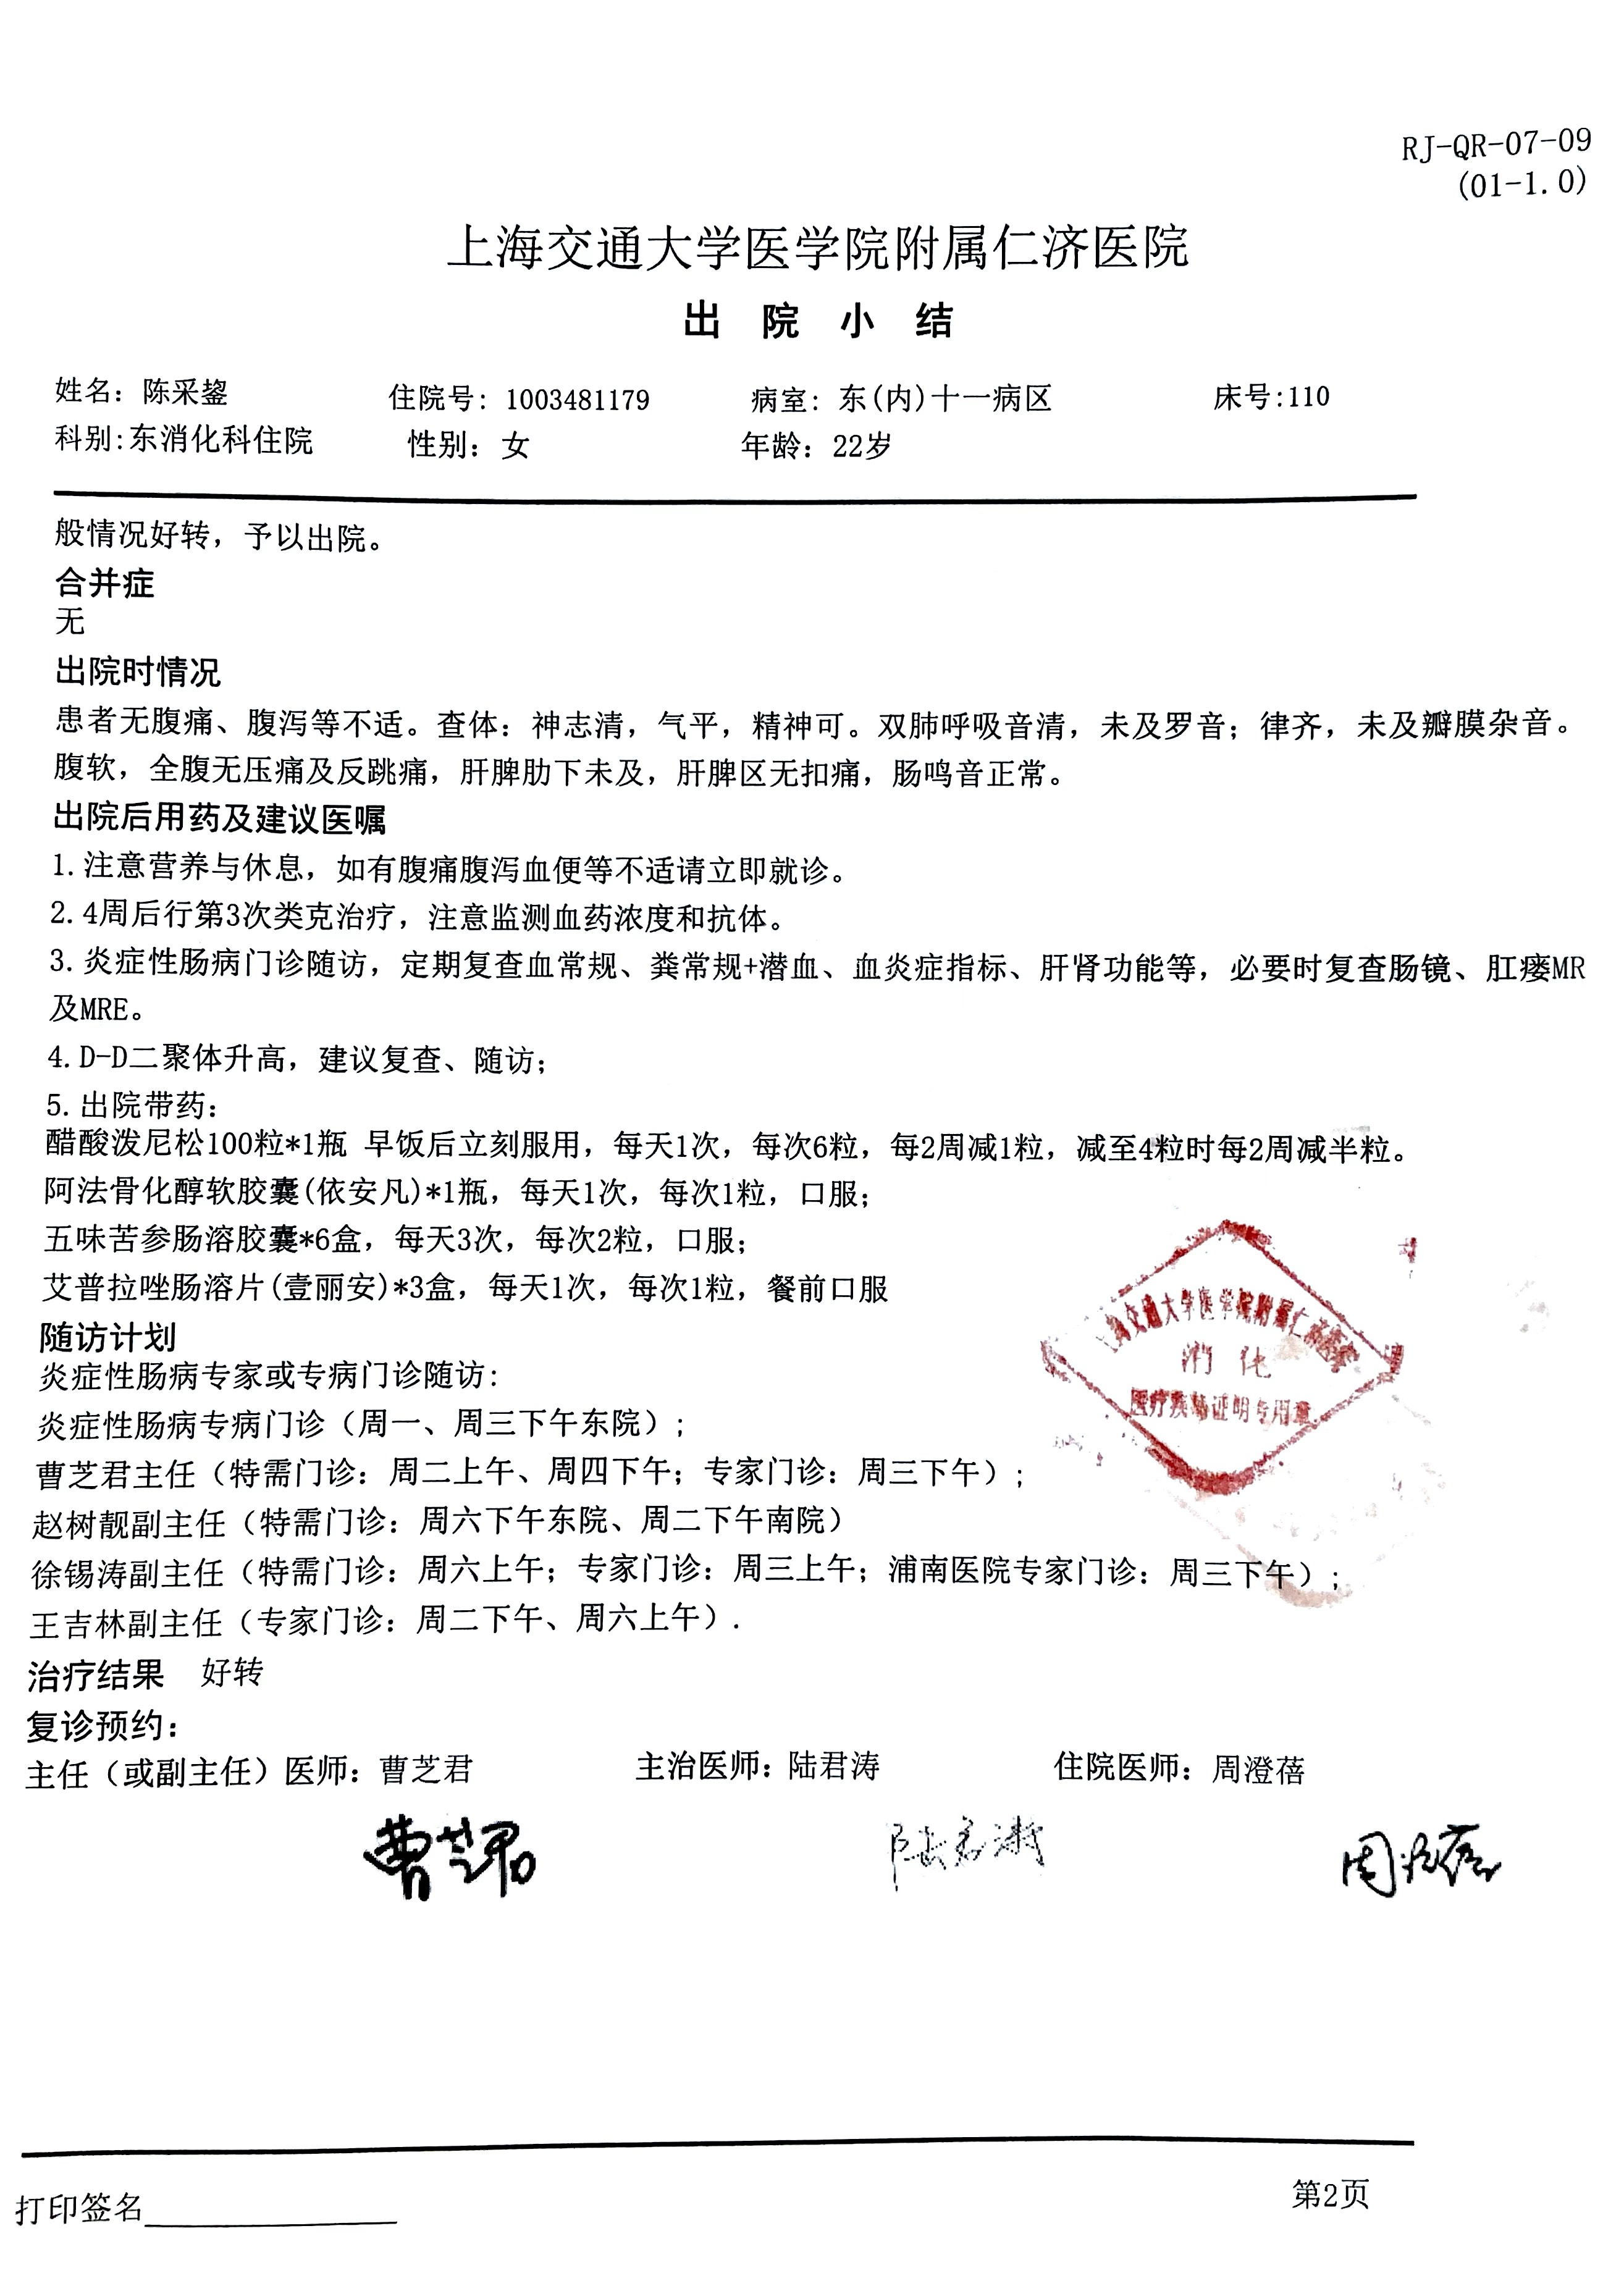 RJ-QR-07-09
(01-1.0)
上海交通大学医学院附属仁济医院
出院小结
姓名：陈采鋆 住院号：1003481179 病室：东(内)十一病区 床号:110
科别:东消化科住院 性别：女 年龄：22岁
般情况好转，予以出院。
合并症
无
出院时情况
患者无腹痛、腹泻等不适。查体：神志清，气平，精神可。双肺呼吸音清，未及罗音；律齐，未及瓣膜杂音。
腹软，全腹无压痛及反跳痛，肝脾肋下未及，肝脾区无扣痛，肠鸣音正常。
出院后用药及建议医嘱
1.注意营养与休息，如有腹痛腹泻血便等不适请立即就诊。
2.4周后行第3次类克治疗，注意监测血药浓度和抗体。
3.炎症性肠病门诊随访，定期复查血常规、粪常规+潜血、血炎症指标、肝肾功能等，必要时复查肠镜、肛瘘MR
及MRE。
4.D-D二聚体升高，建议复查、随访；
5.出院带药：
醋酸泼尼松100粒*1瓶 早饭后立刻服用，每天1次，每次6粒，每2周减1粒，减至4粒时每2周减半粒。
阿法骨化醇软胶囊(依安凡)*1瓶，每天1次，每次1粒，口服；
五味苦参肠溶胶囊*6盒，每天3次，每次2粒，口服；
艾普拉唑肠溶片(壹丽安)*3盒，每天1次，每次1粒，餐前口服
上海交通大学医学院附属仁济医院
消化
医疗疾病证明专用章
随访计划
炎症性肠病专家或专病门诊随访：
炎症性肠病专病门诊（周一、周三下午东院）；
曹芝君主任（特需门诊：周二上午、周四下午；专家门诊：周三下午）；
赵树靓副主任（特需门诊：周六下午东院、周二下午南院）
徐锡涛副主任（特需门诊：周六上午；专家门诊：周三上午；浦南医院专家门诊：周三下午）；
王吉林副主任（专家门诊：周二下午、周六上午）.
治疗结果 好转
复诊预约：
主任（或副主任）医师：曹芝君 主治医师：陆君涛 住院医师：周澄蓓
曹芝君 陆君涛 周澄蓓
打印签名
第2页